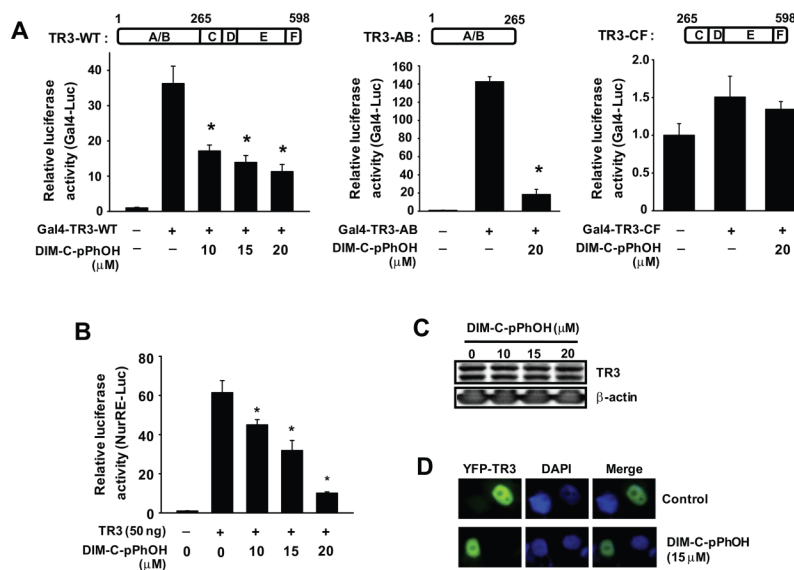 A
1 265 598
TR3-WT : A/B C D E F
Relative luciferase
activity (Gal4-Luc)
40
30
20
10
0
* * *
Gal4-TR3-WT – + + + +
DIM-C-pPhOH – – 10 15 20
(μM)
1 265
TR3-AB : A/B
Relative luciferase
activity (Gal4-Luc)
160
140
120
100
80
60
40
20
0
*
Gal4-TR3-AB – + +
DIM-C-pPhOH – – 20
(μM)
265 598
TR3-CF : C D E F
Relative luciferase
activity (Gal4-Luc)
2.0
1.5
1.0
0.5
0
Gal4-TR3-CF – + +
DIM-C-pPhOH – – 20
(μM)
B
Relative luciferase
activity (NurRE-Luc)
80
60
40
20
0
* * *
TR3 (50 ng) – + + + +
DIM-C-pPhOH 0 0 10 15 20
(μM)
C
DIM-C-pPhOH (μM)
0 10 15 20
TR3
β-actin
D
YFP-TR3 DAPI Merge
Control
DIM-C-pPhOH
(15 μM)